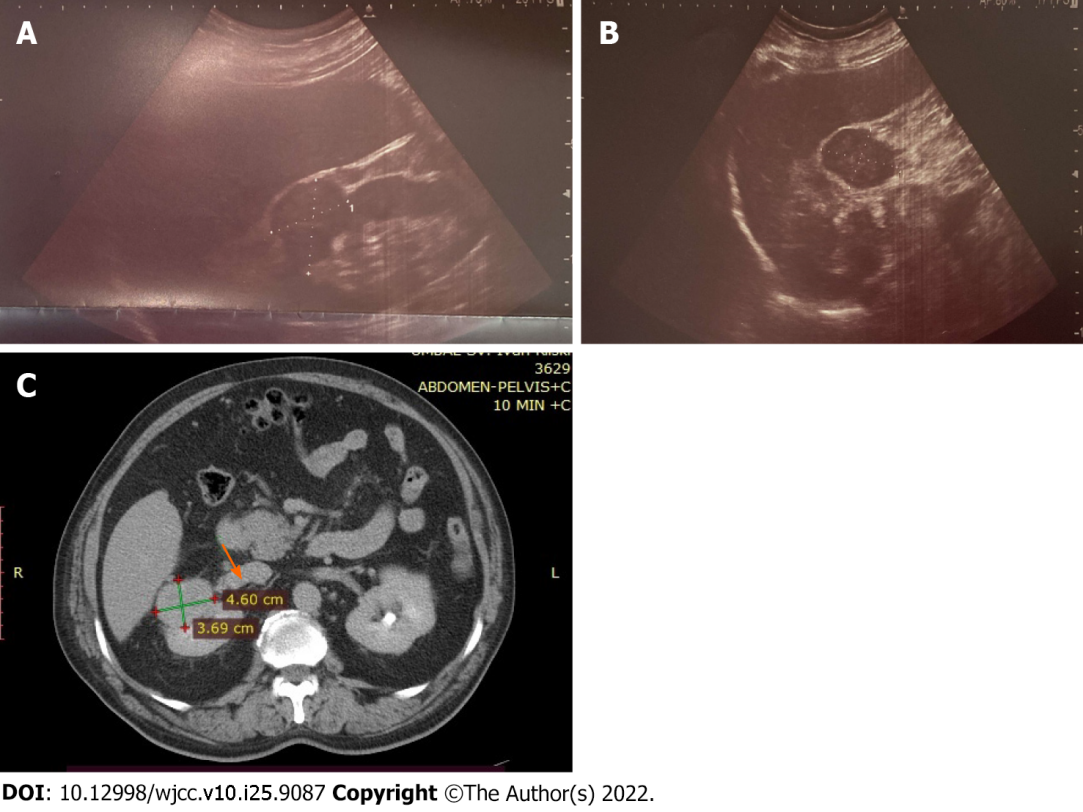 A
B
C
3629
ABDOMEN-PELVIS+C
10 MIN +C
R
L
4.60 cm
3.69 cm
DOI: 10.12998/wjcc.v10.i25.9087 Copyright ©The Author(s) 2022.